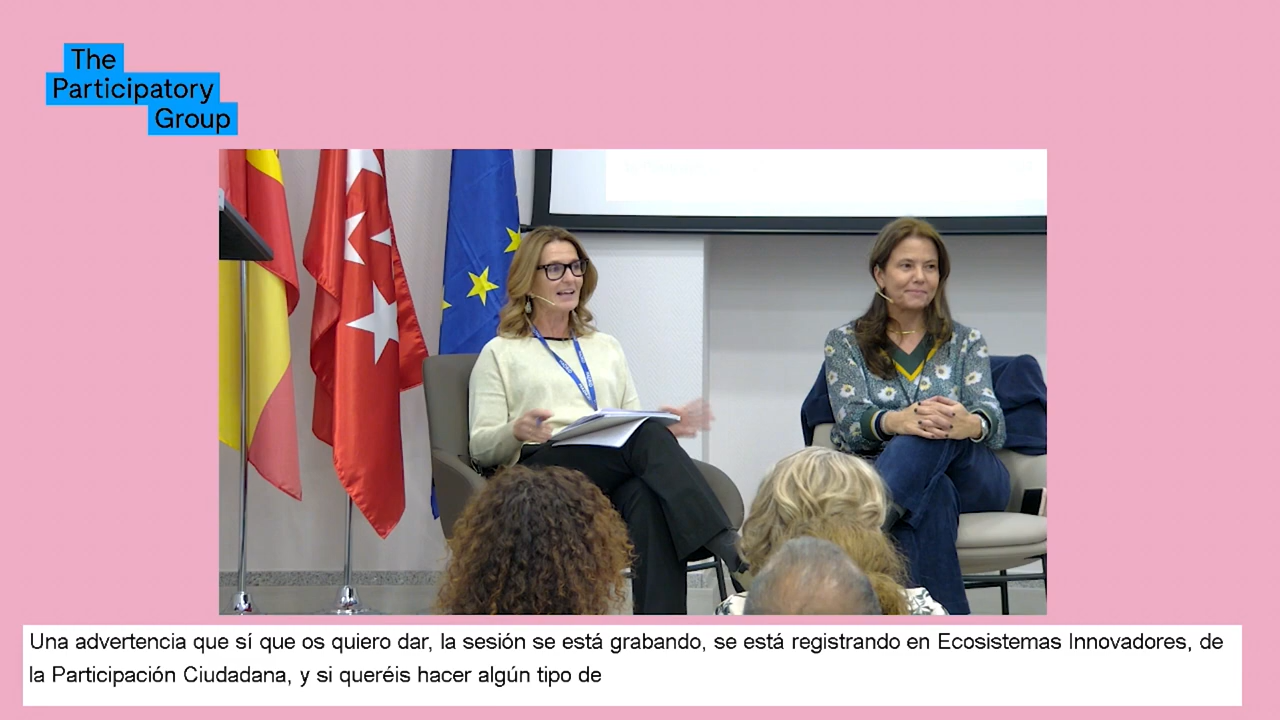 The
Participatory
Group
Una advertencia que sí que os quiero dar, la sesión se está grabando, se está registrando en Ecosistemas Innovadores, de
la Participación Ciudadana, y si queréis hacer algún tipo de